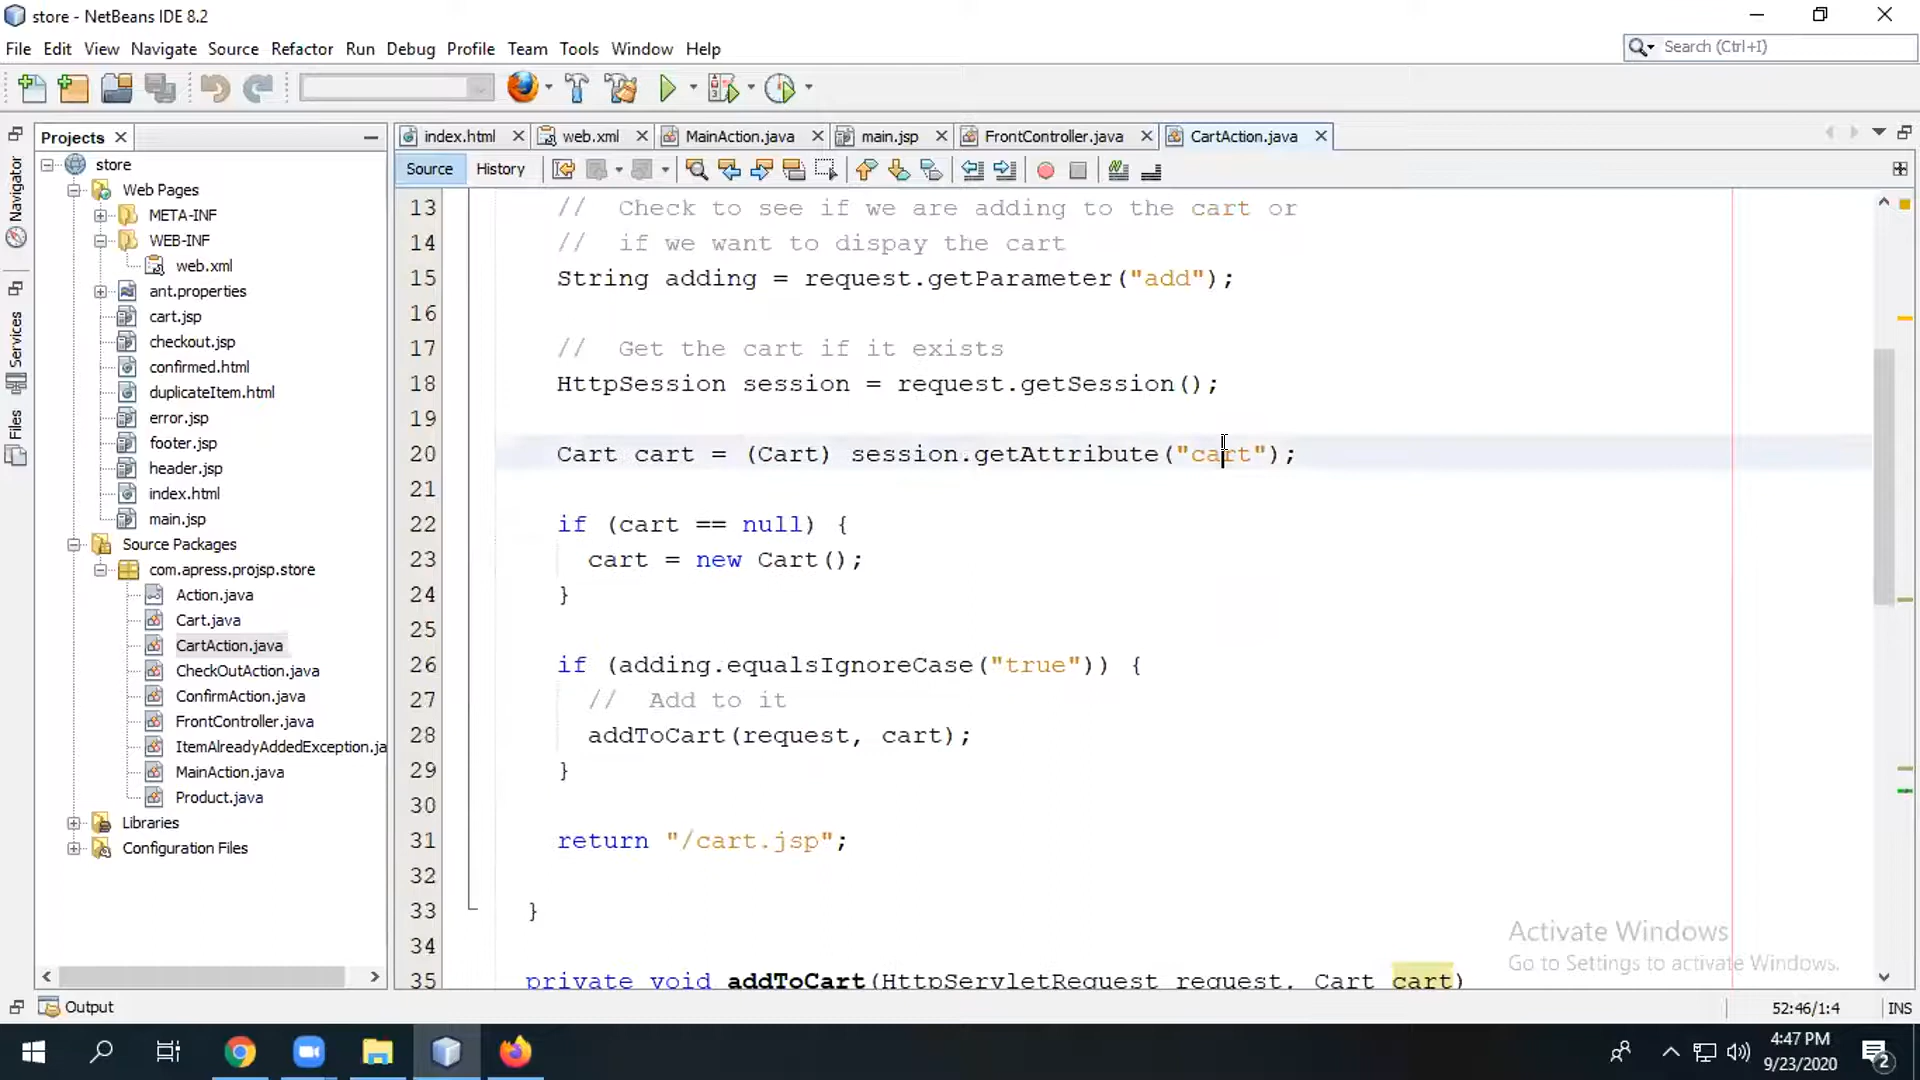 store - NetBeans IDE 8.2
File Edit View Navigate Source Refactor Run Debug Profile Team Tools Window Help
Search (Ctrl+I)
Projects
index.html
web.xml
MainAction.java
main.jsp
FrontController.java
CartAction.java
Source
History
Navigator
Services
Files
store
Web Pages
META-INF
WEB-INF
web.xml
ant.properties
cart.jsp
checkout.jsp
confirmed.html
duplicateItem.html
error.jsp
footer.jsp
header.jsp
index.html
main.jsp
Source Packages
com.apress.projsp.store
Action.java
Cart.java
CartAction.java
CheckOutAction.java
ConfirmAction.java
FrontController.java
ItemAlreadyAddedException.ja
MainAction.java
Product.java
Libraries
Configuration Files
13 // Check to see if we are adding to the cart or
14 // if we want to dispay the cart
15 String adding = request.getParameter("add");
16
17 // Get the cart if it exists
18 HttpSession session = request.getSession();
19
20 Cart cart = (Cart) session.getAttribute("cart");
21
22 if (cart == null) {
23 cart = new Cart();
24 }
25
26 if (adding.equalsIgnoreCase("true")) {
27 // Add to it
28 addToCart(request, cart);
29 }
30
31 return "/cart.jsp";
32
33 }
34
35 private void addToCart(HttpServletRequest request, Cart cart)
Activate Windows
Go to Settings to activate Windows.
Output
52:46/1:4
INS
4:47 PM
9/23/2020
2